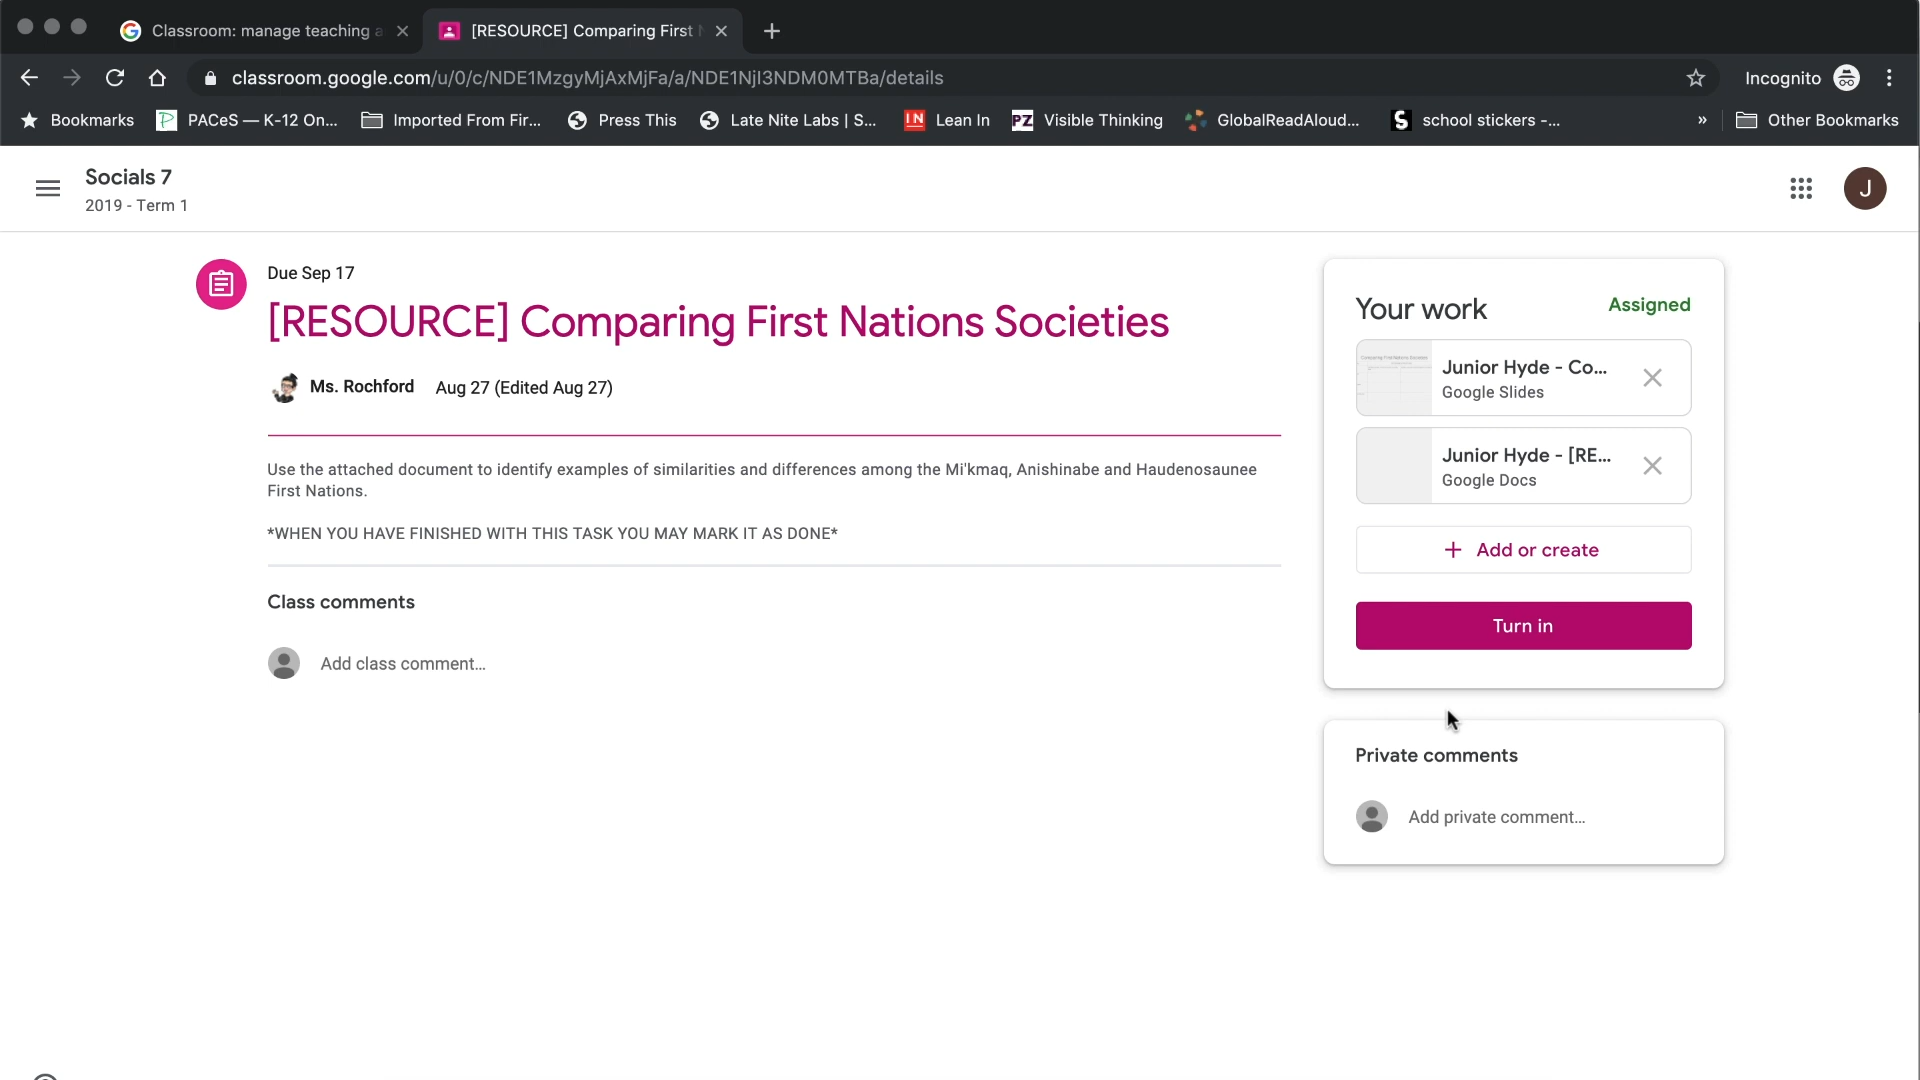 Classroom: manage teaching a
[RESOURCE] Comparing First N
classroom.google.com/u/0/c/NDE1MzgyMjAxMjFa/a/NDE1NjI3NDM0MTBa/details
Incognito
Bookmarks
PACeS — K-12 On...
Imported From Fir...
Press This
Late Nite Labs | S...
IN
Lean In
PZ
Visible Thinking
GlobalReadAloud...
S
school stickers -...
»
Other Bookmarks
Socials 7
2019 - Term 1
J
Due Sep 17
[RESOURCE] Comparing First Nations Societies
Ms. Rochford Aug 27 (Edited Aug 27)
Use the attached document to identify examples of similarities and differences among the Mi'kmaq, Anishinabe and Haudenosaunee
First Nations.
*WHEN YOU HAVE FINISHED WITH THIS TASK YOU MAY MARK IT AS DONE*
Class comments
Add class comment...
Your work
Assigned
Comparing First Nations Societies
Junior Hyde - Co...
Google Slides
Junior Hyde - [RE...
Google Docs
+ Add or create
Turn in
Private comments
Add private comment...